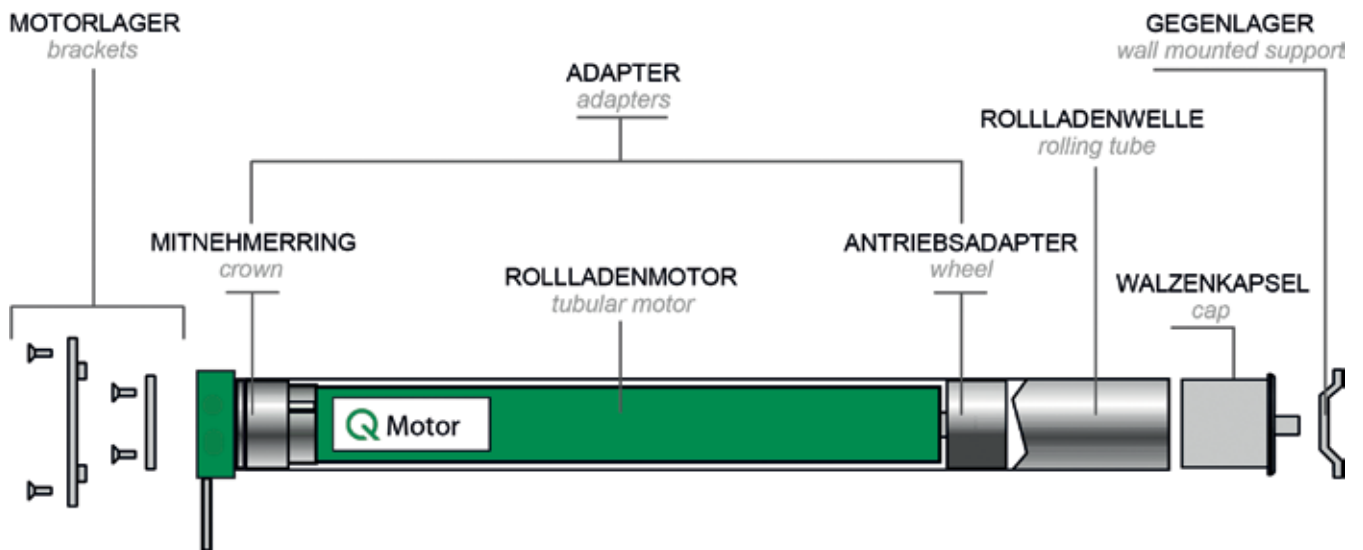 MOTORLAGER
brackets
GEGENLAGER
wall mounted support
ADAPTER
adapters
ROLLLADENWELLE
rolling tube
MITNEHMERRING
crown
ANTRIEBSADAPTER
wheel
ROLLLADENMOTOR
tubular motor
WALZENKAPSEL
cap
Q Motor